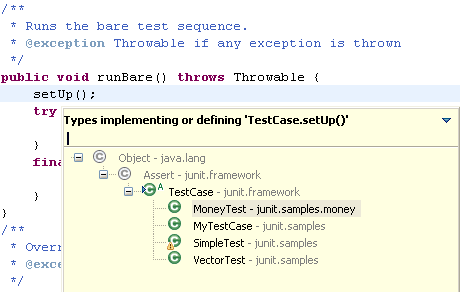 /**
* Runs the bare test sequence.
* @exception Throwable if any exception is thrown
*/
public void runBare() throws Throwable {
setUp();
try
Types implementing or defining 'TestCase.setUp()'
}
Object - java.lang
fina
Assert - junit.framework
TestCase - junit.framework
}
MoneyTest - junit.samples.money
}
MyTestCase - junit.samples
/**
* Overr
SimpleTest - junit.samples
* @exce
VectorTest - junit.samples
*/